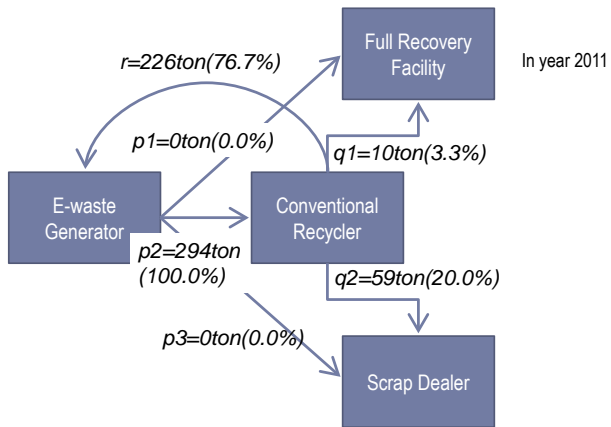 Full Recovery
Facility
In year 2011
r=226ton(76.7%)
p1=0ton(0.0%)
q1=10ton(3.3%)
E-waste
Generator
Conventional
Recycler
p2=294ton
(100.0%)
q2=59ton(20.0%)
p3=0ton(0.0%)
Scrap Dealer